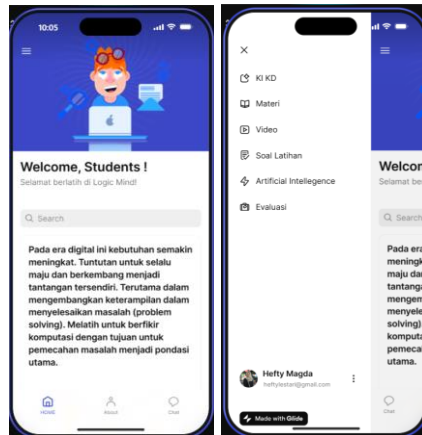 10:05
Welcome, Students !
Selamat berlatih di Logic Mind!
Search
Pada era digital ini kebutuhan semakin
meningkat. Tuntutan untuk selalu
maju dan berkembang menjadi
tantangan tersendiri. Terutama dalam
mengembangkan keterampilan dalam
menyelesaikan masalah (problem
solving). Melatih untuk berfikir
komputasi dengan tujuan untuk
pemecahan masalah menjadi pondasi
utama.
HOME
About
Chat
KI KD
Materi
Video
Soal Latihan
Artificial Intellegence
Evaluasi
Hefty Magda
heftylestari@gmail.com
Made with Glide
Welcom
Selamat be
Search
Pada era
meningk
maju da
tantanga
mengem
menyele
solving)
komputa
pemeca
utama.
Chat